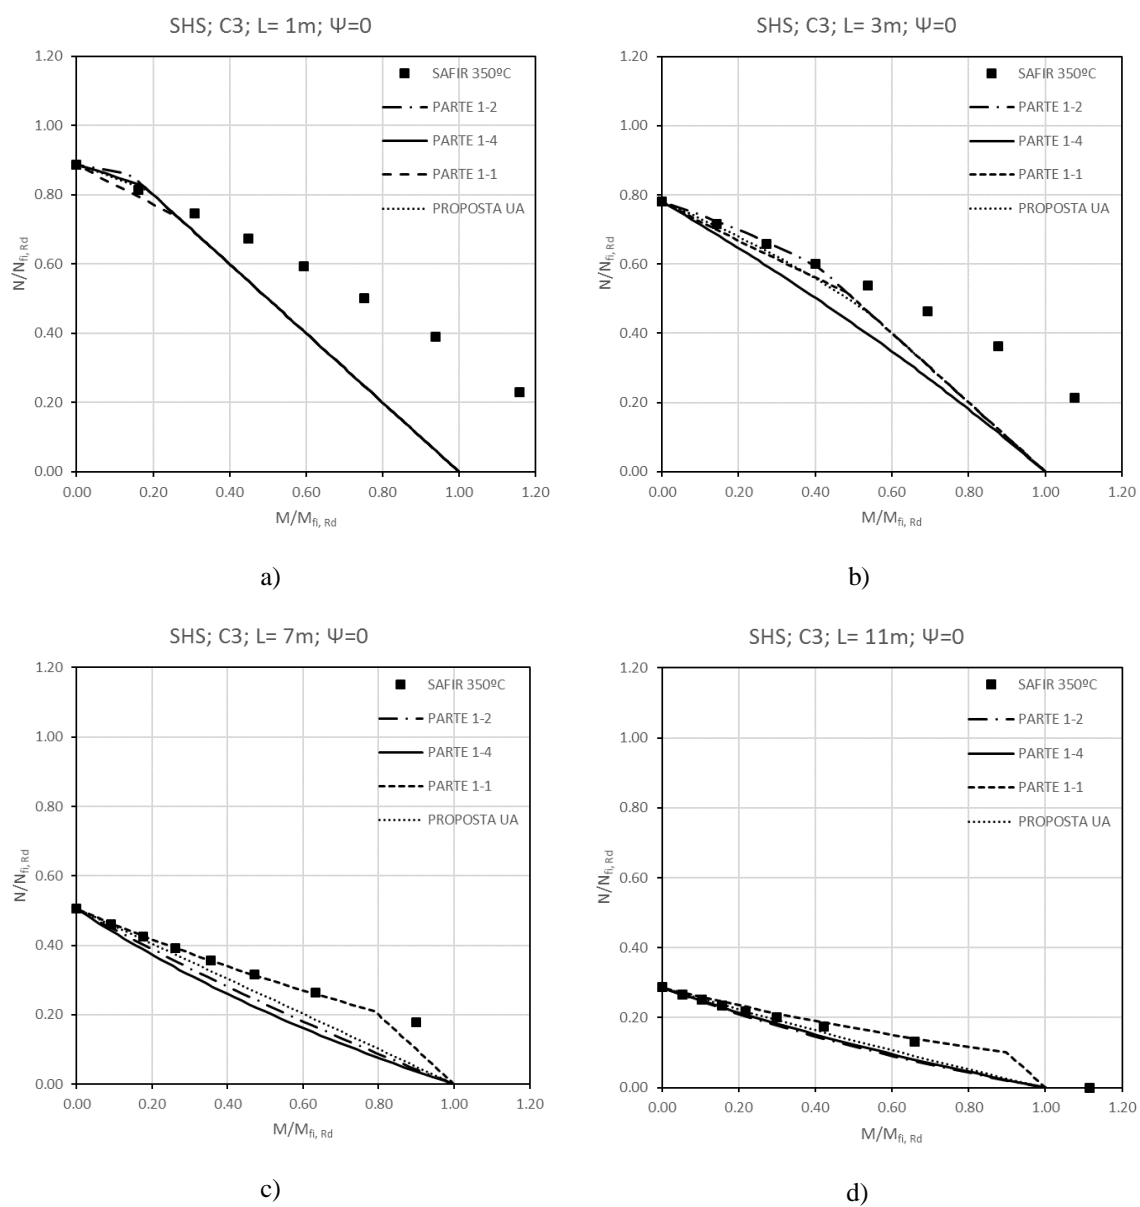 SHS; C3; L= 1m; Ψ=0
1.20
1.00
0.80
0.60
0.40
0.20
0.00
N/Nfi, Rd
SAFIR 350ºC
PARTE 1-2
PARTE 1-4
PARTE 1-1
PROPOSTA UA
0.00 0.20 0.40 0.60 0.80 1.00 1.20
M/Mfi, Rd
a)
SHS; C3; L= 3m; Ψ=0
1.20
1.00
0.80
0.60
0.40
0.20
0.00
N/Nfi, Rd
SAFIR 350ºC
PARTE 1-2
PARTE 1-4
PARTE 1-1
PROPOSTA UA
0.00 0.20 0.40 0.60 0.80 1.00 1.20
M/Mfi, Rd
b)
SHS; C3; L= 7m; Ψ=0
1.20
1.00
0.80
0.60
0.40
0.20
0.00
N/Nfi, Rd
SAFIR 350ºC
PARTE 1-2
PARTE 1-4
PARTE 1-1
PROPOSTA UA
0.00 0.20 0.40 0.60 0.80 1.00 1.20
M/Mfi, Rd
c)
SHS; C3; L= 11m; Ψ=0
1.20
1.00
0.80
0.60
0.40
0.20
0.00
N/Nfi, Rd
SAFIR 350ºC
PARTE 1-2
PARTE 1-4
PARTE 1-1
PROPOSTA UA
0.00 0.20 0.40 0.60 0.80 1.00 1.20
M/Mfi, Rd
d)